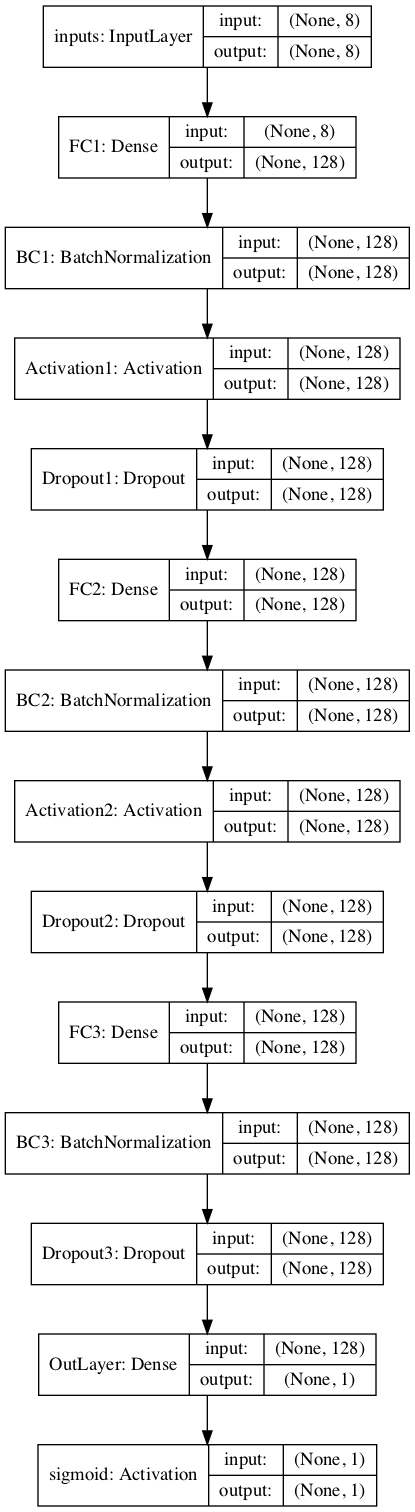 inputs: InputLayer input: (None, 8)
output: (None, 8)
FC1: Dense input: (None, 8)
output: (None, 128)
BC1: BatchNormalization input: (None, 128)
output: (None, 128)
Activation1: Activation input: (None, 128)
output: (None, 128)
Dropout1: Dropout input: (None, 128)
output: (None, 128)
FC2: Dense input: (None, 128)
output: (None, 128)
BC2: BatchNormalization input: (None, 128)
output: (None, 128)
Activation2: Activation input: (None, 128)
output: (None, 128)
Dropout2: Dropout input: (None, 128)
output: (None, 128)
FC3: Dense input: (None, 128)
output: (None, 128)
BC3: BatchNormalization input: (None, 128)
output: (None, 128)
Dropout3: Dropout input: (None, 128)
output: (None, 128)
OutLayer: Dense input: (None, 128)
output: (None, 1)
sigmoid: Activation input: (None, 1)
output: (None, 1)